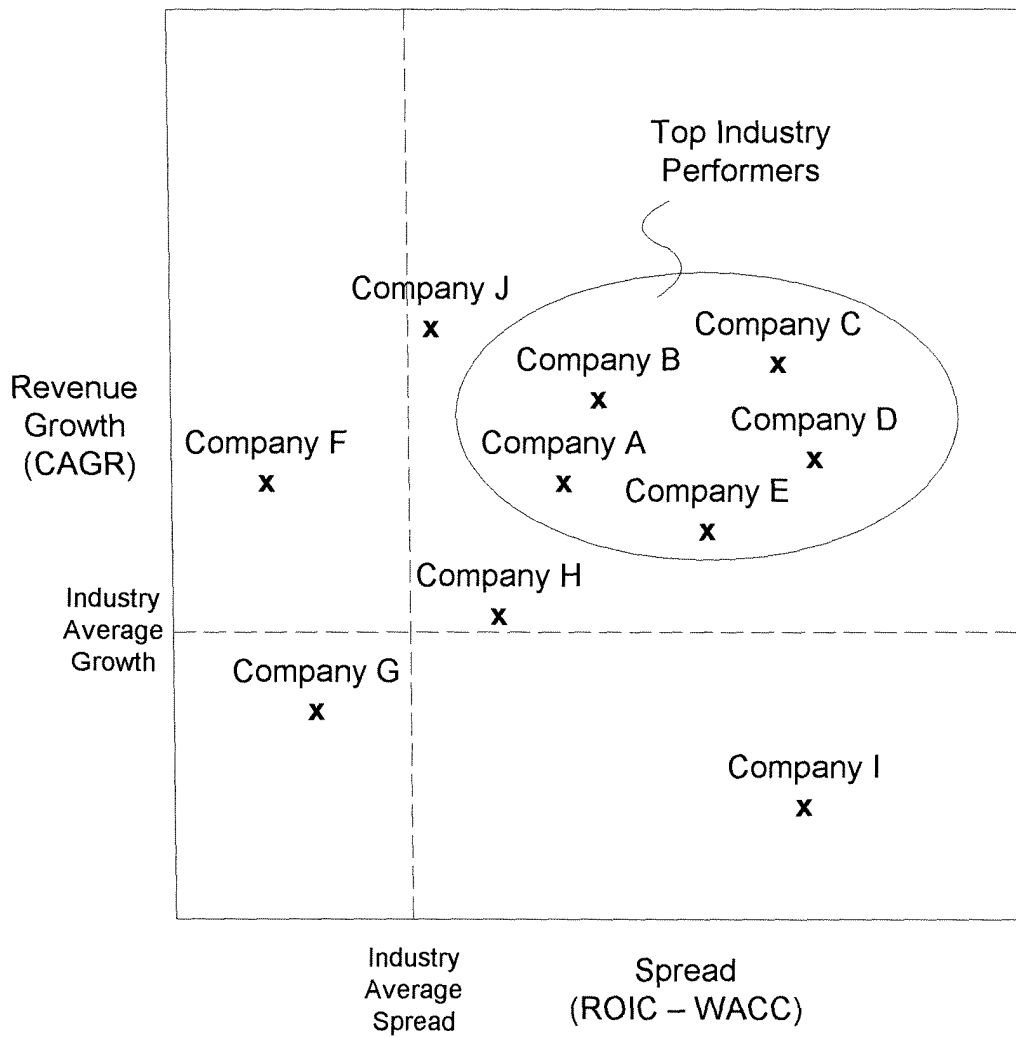 Top Industry
Performers
Company J
Company C
Company B
Revenue
Growth
(CAGR)
Company D
Company F
Company A
Company E
x
x
x
x
x
x
x
Company H
x
Industry
Average
Growth
Company G
x
Company I
x
Industry
Average
Spread
Spread
(ROIC – WACC)